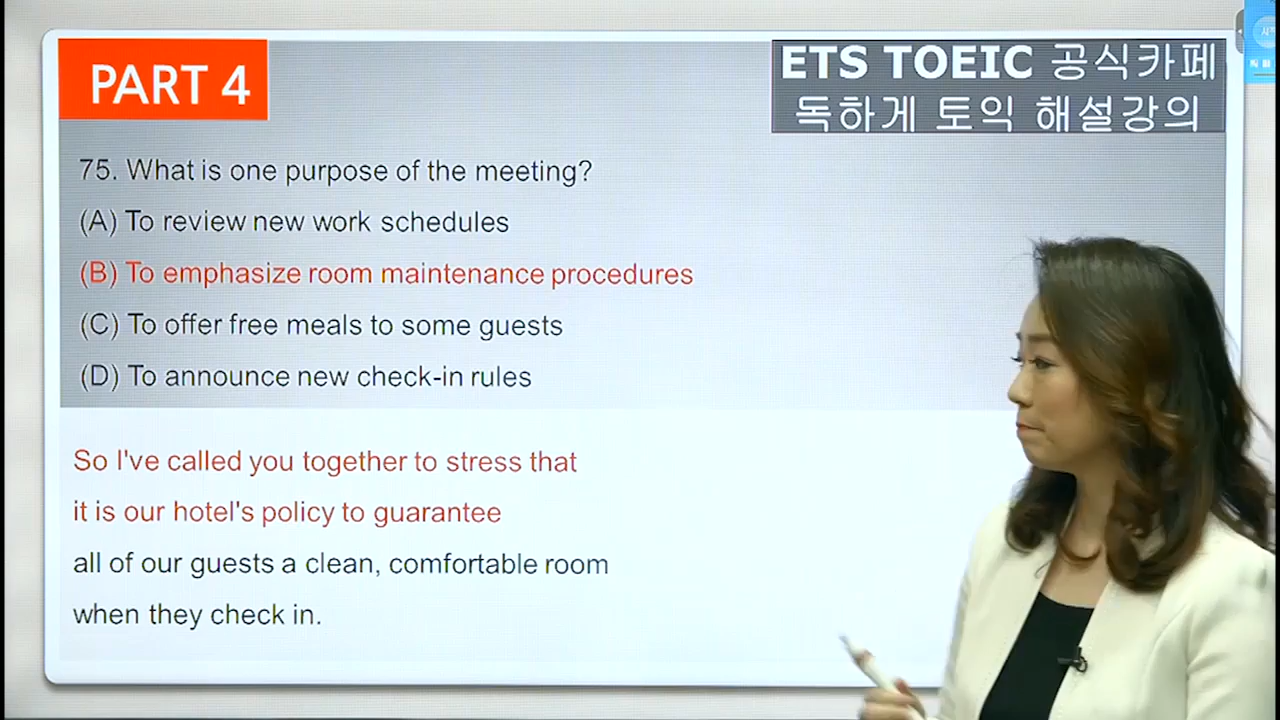 PART 4
ETS TOEIC 공식카페
독하게 토익 해설강의
75. What is one purpose of the meeting?
(A) To review new work schedules
(B) To emphasize room maintenance procedures
(C) To offer free meals to some guests
(D) To announce new check-in rules
So I've called you together to stress that
it is our hotel's policy to guarantee
all of our guests a clean, comfortable room
when they check in.